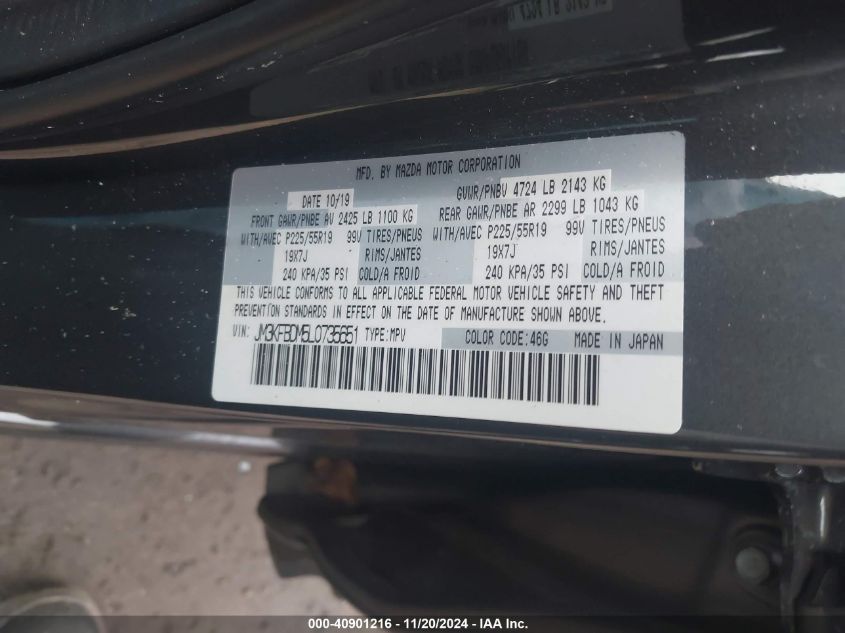 MFD. BY MAZDA MOTOR CORPORATION
DATE 10/19 GVWR/PNBV 4724 LB 2143 KG
FRONT GAWR/PNBE AV 2425 LB 1100 KG REAR GAWR/PNBE AR 2299 LB 1043 KG
WITH/AVEC P225/55R19 99V TIRES/PNEUS WITH/AVEC P225/55R19 99V TIRES/PNEUS
19X7J RIMS/JANTES 19X7J RIMS/JANTES
240 KPA/35 PSI COLD/A FROID 240 KPA/35 PSI COLD/A FROID
THIS VEHICLE CONFORMS TO ALL APPLICABLE FEDERAL MOTOR VEHICLE SAFETY AND THEFT
PREVENTION STANDARDS IN EFFECT ON THE DATE OF MANUFACTURE SHOWN ABOVE.
VIN: JM3KFBDM5L0735651 TYPE:MPV COLOR CODE:46G MADE IN JAPAN
000-40901216 - 11/20/2024 - IAA Inc.